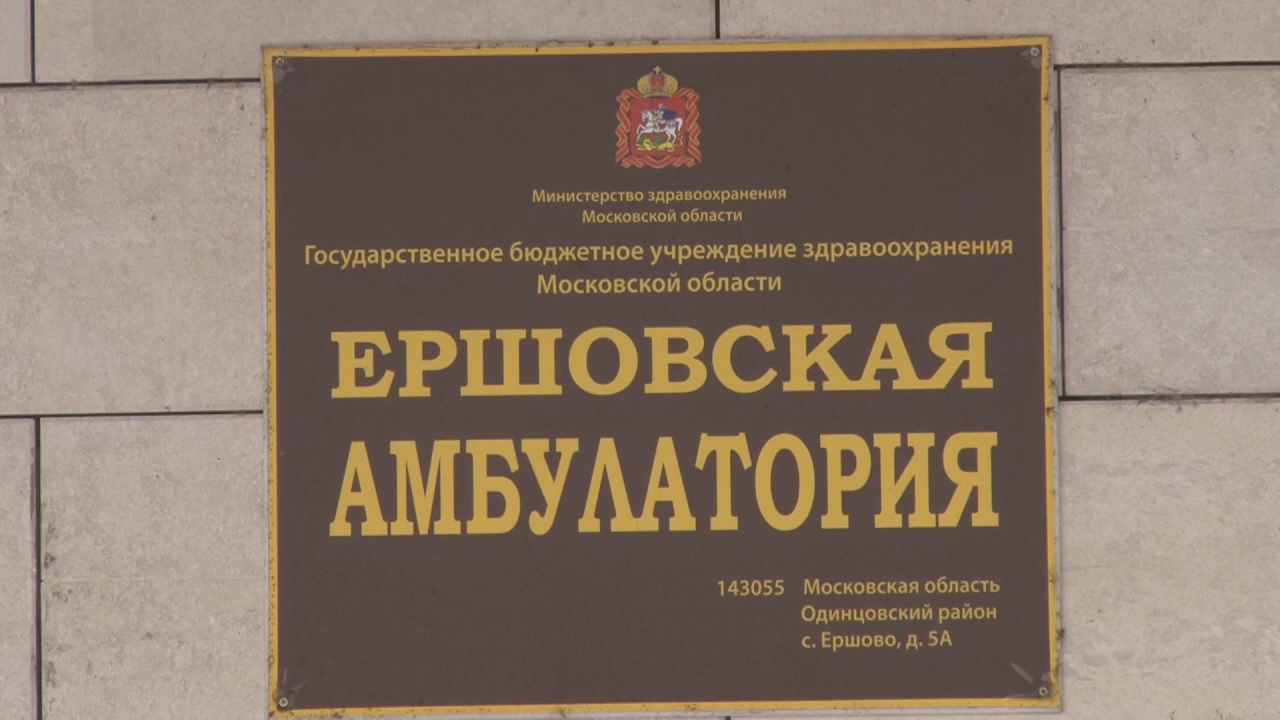 Министерство здравоохранения
Московской области
Государственное бюджетное учреждение здравоохранения
Московской области
ЕРШОВСКАЯ
АМБУЛАТОРИЯ
143055 Московская область
Одинцовский район
с. Ершово, д. 5А